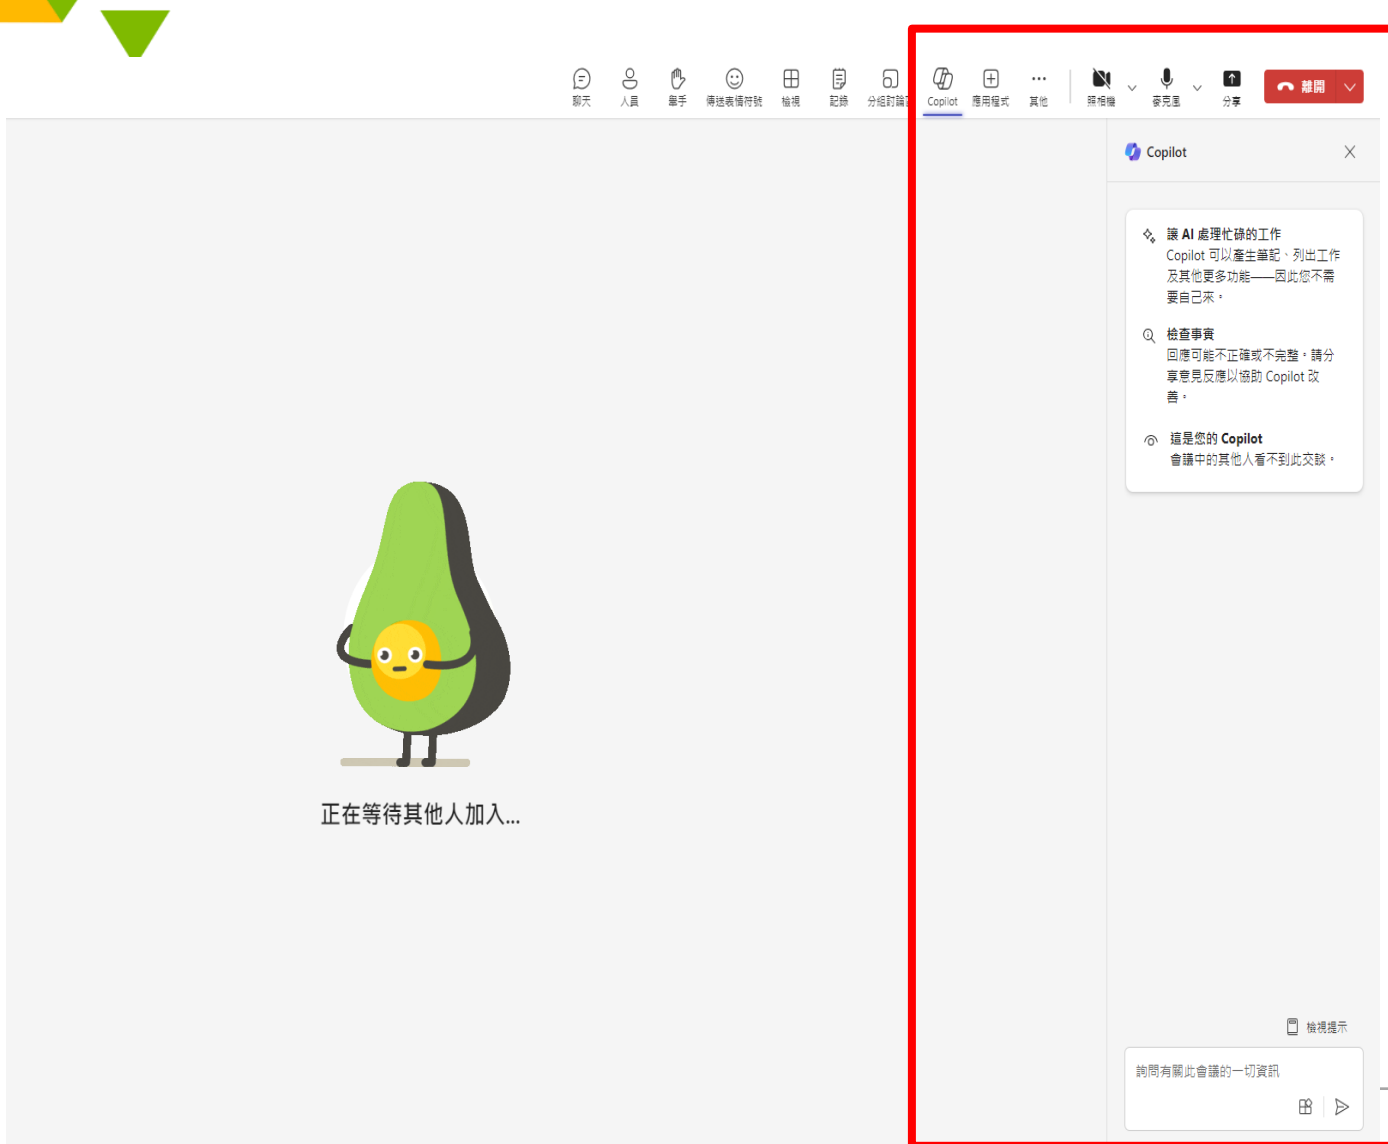 聊天
人員
舉手
傳送表情符號
檢視
記錄
分組討論
Copilot
應用程式
其他
照相機
麥克風
分享
離開
Copilot
讓 AI 處理忙碌的工作
Copilot 可以產生筆記、列出工作
及其他更多功能——因此您不需
要自己來。
檢查事實
回應可能不正確或不完整。請分
享意見反應以協助 Copilot 改
善。
這是您的 Copilot
會議中的其他人看不到此交談。
正在等待其他人加入...
檢視提示
詢問有關此會議的一切資訊